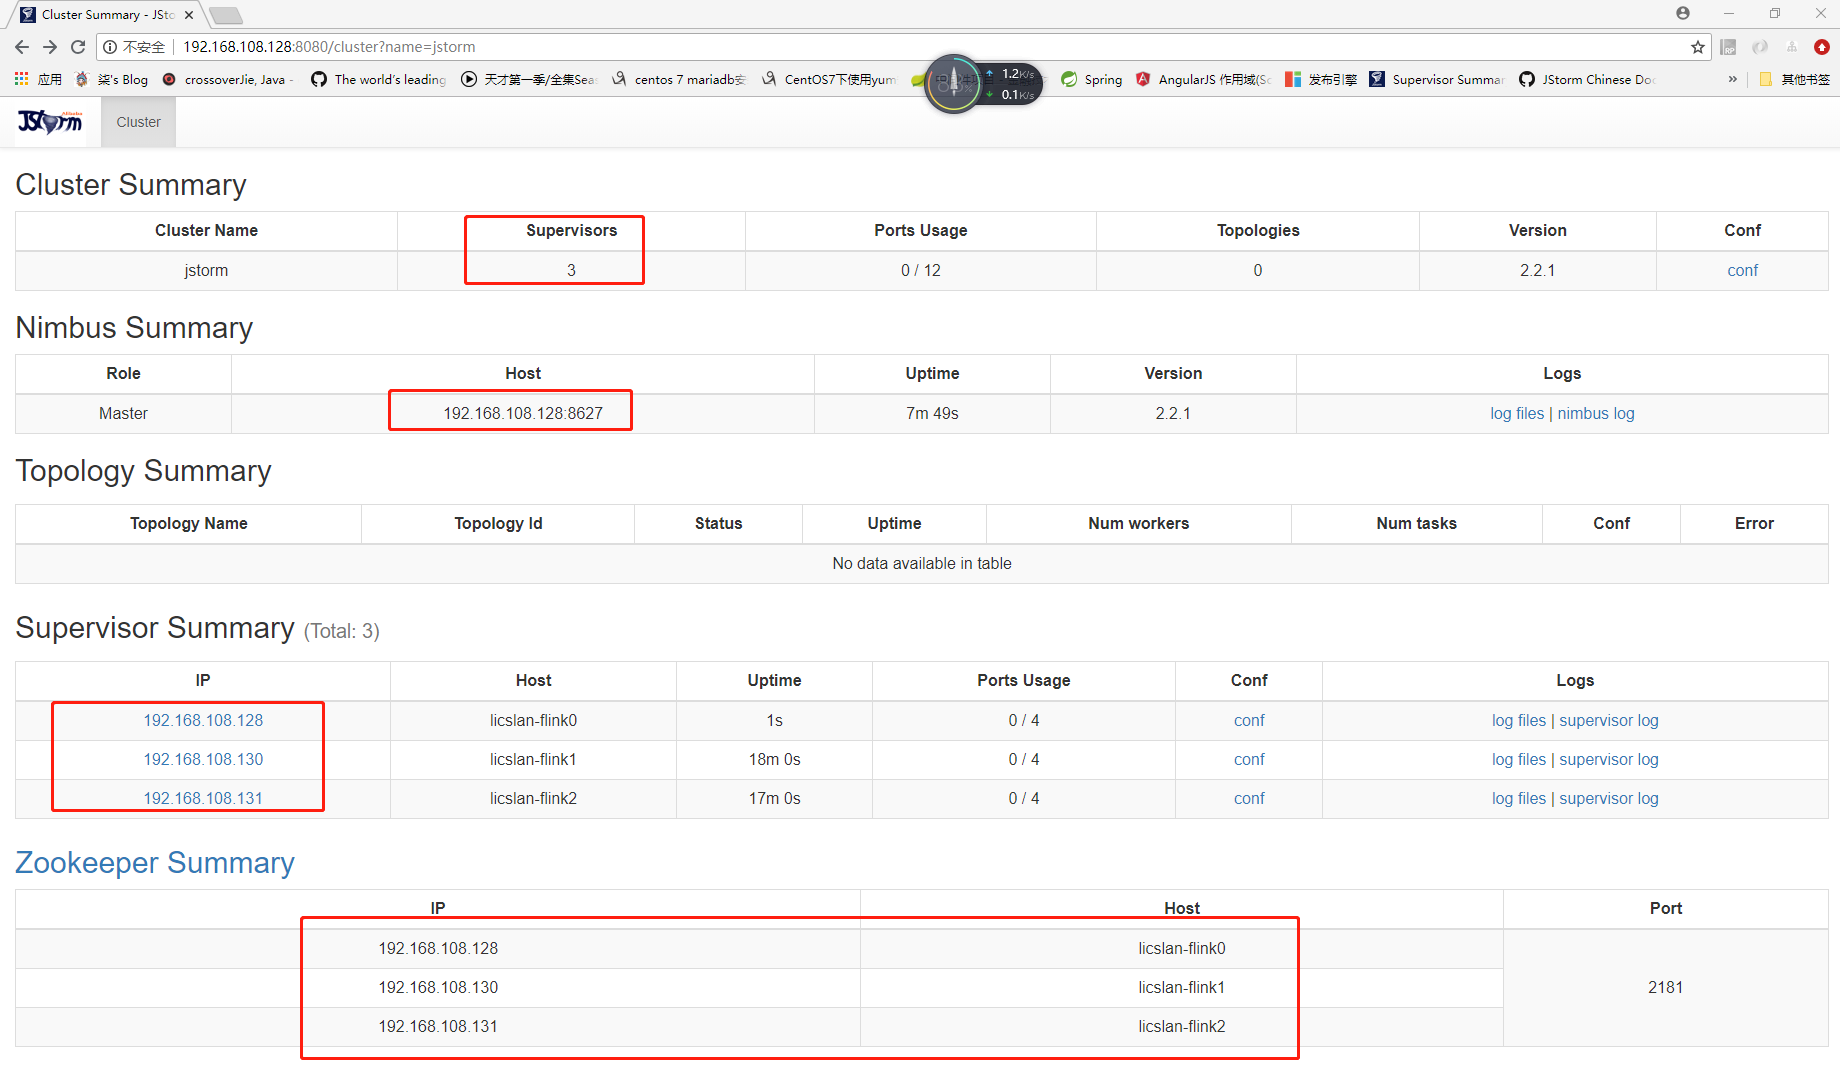 Cluster Summary - JSto
不安全 192.168.108.128:8080/cluster?name=jstorm
应用 柒's Blog crossoverJie, Java - The world's leading 天才第一季/全集Sea centos 7 mariadb安 CentOS7下使用yum Spring AngularJS 作用域(Sc 发布引擎 Supervisor Summar JStorm Chinese Doc » 其他书签
1.2K/s
0.1K/s
JStorm Alibaba Cluster
Cluster Summary
Cluster Name Supervisors Ports Usage Topologies Version Conf
jstorm 3 0 / 12 0 2.2.1 conf
Nimbus Summary
Role Host Uptime Version Logs
Master 192.168.108.128:8627 7m 49s 2.2.1 log files | nimbus log
Topology Summary
Topology Name Topology Id Status Uptime Num workers Num tasks Conf Error
No data available in table
Supervisor Summary (Total: 3)
IP Host Uptime Ports Usage Conf Logs
192.168.108.128 licslan-flink0 1s 0 / 4 conf log files | supervisor log
192.168.108.130 licslan-flink1 18m 0s 0 / 4 conf log files | supervisor log
192.168.108.131 licslan-flink2 17m 0s 0 / 4 conf log files | supervisor log
Zookeeper Summary
IP Host Port
192.168.108.128 licslan-flink0
192.168.108.130 licslan-flink1 2181
192.168.108.131 licslan-flink2